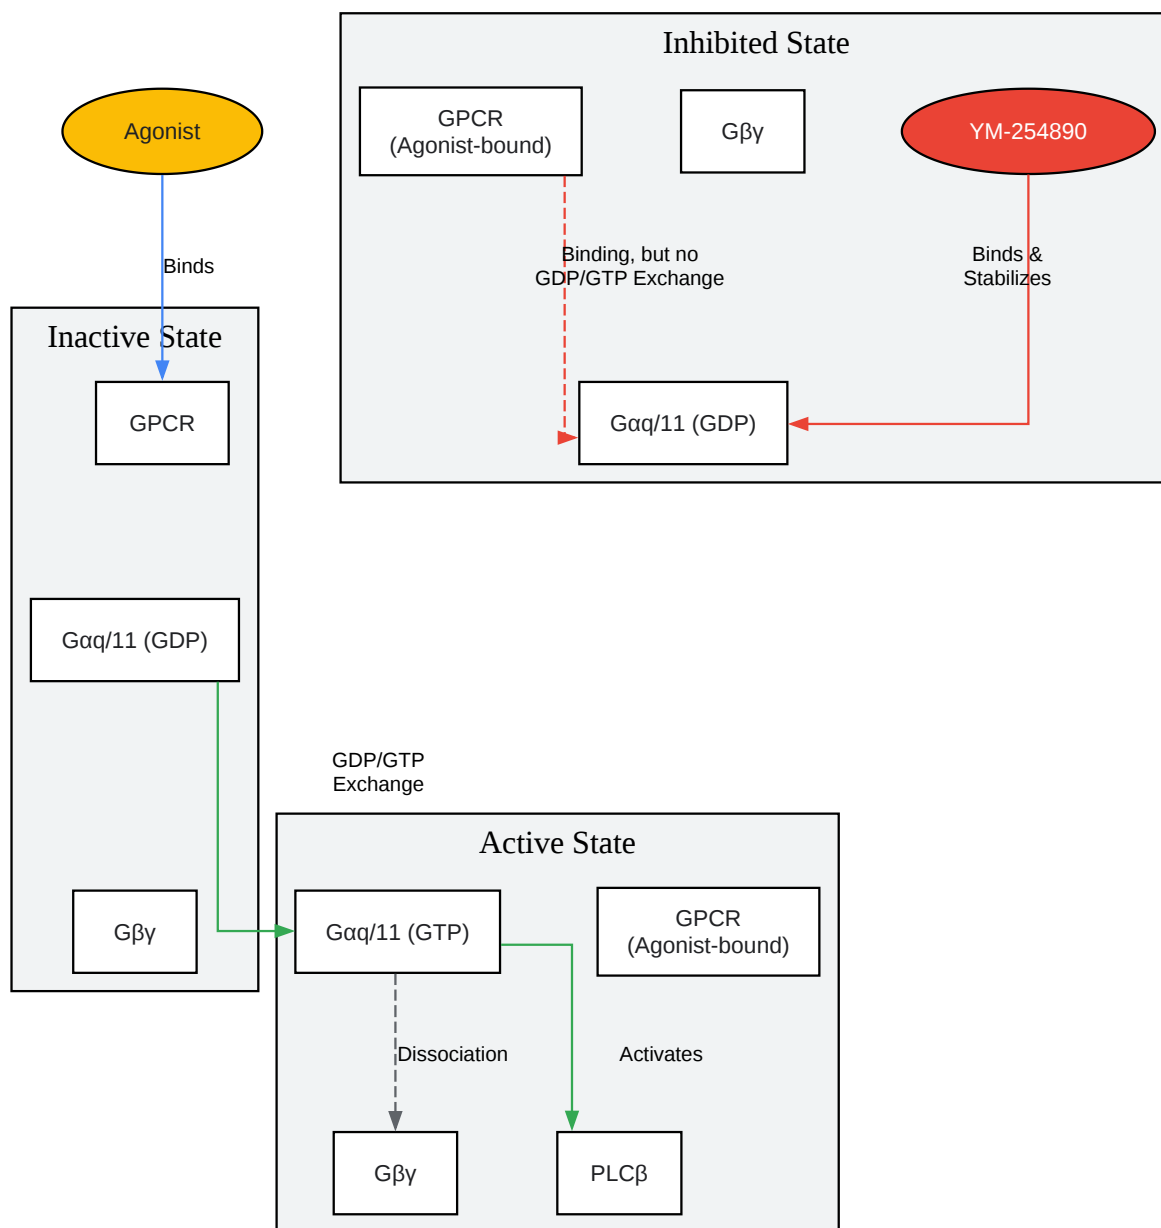 Inhibited State
Agonist
GPCR
(Agonist-bound)
Gβγ
YM-254890
Binds
Binding, but no
GDP/GTP Exchange
Binds &
Stabilizes
Inactive State
GPCR
Gαq/11 (GDP)
Gαq/11 (GDP)
GDP/GTP
Exchange
Active State
Gβγ
Gαq/11 (GTP)
GPCR
(Agonist-bound)
Dissociation
Activates
Gβγ
PLCβ